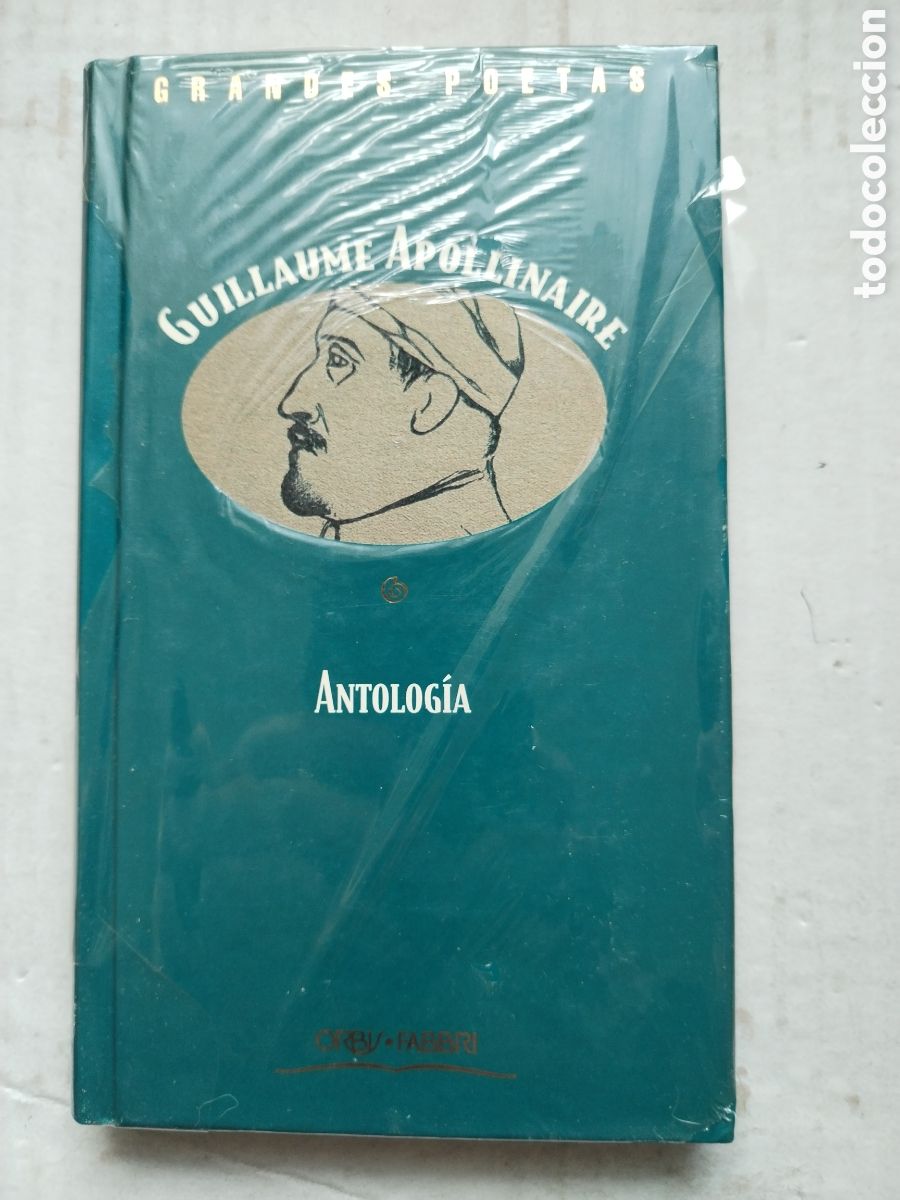 GRANDES POETAS
GUILLAUME APOLLINAIRE
ANTOLOGÍA
ORBIS • FABBRI
todocoleccion